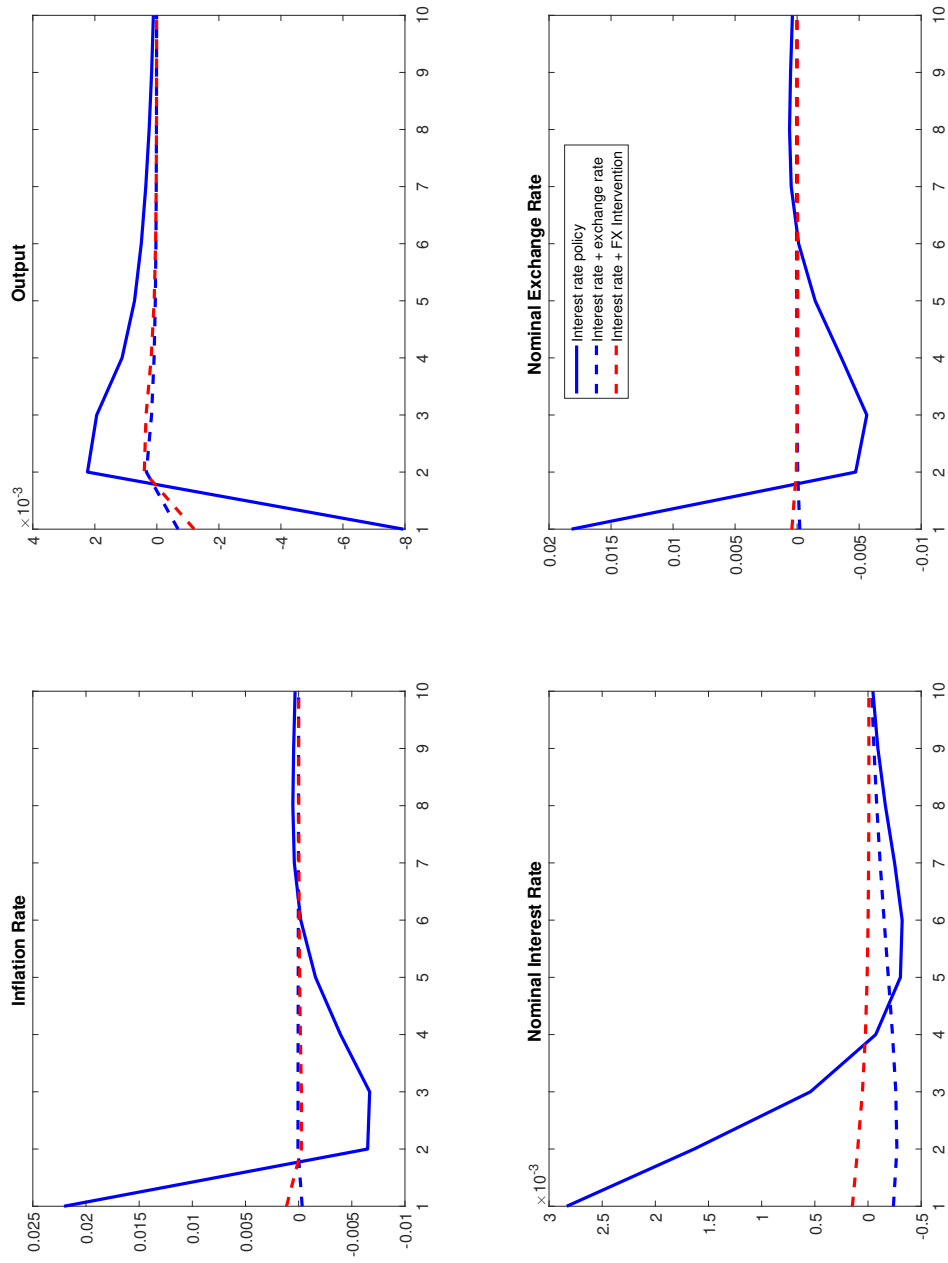 Inflation Rate
0.025
0.02
0.015
0.01
0.005
0
-0.005
-0.01
1 2 3 4 5 6 7 8 9 10
Output
×10⁻³
4
2
0
-2
-4
-6
-8
1 2 3 4 5 6 7 8 9 10
Nominal Interest Rate
×10⁻³
3
2.5
2
1.5
1
0.5
0
-0.5
1 2 3 4 5 6 7 8 9 10
Nominal Exchange Rate
0.02
0.015
0.01
0.005
0
-0.005
-0.01
1 2 3 4 5 6 7 8 9 10
Interest rate policy
Interest rate + exchange rate
Interest rate + FX Intervention